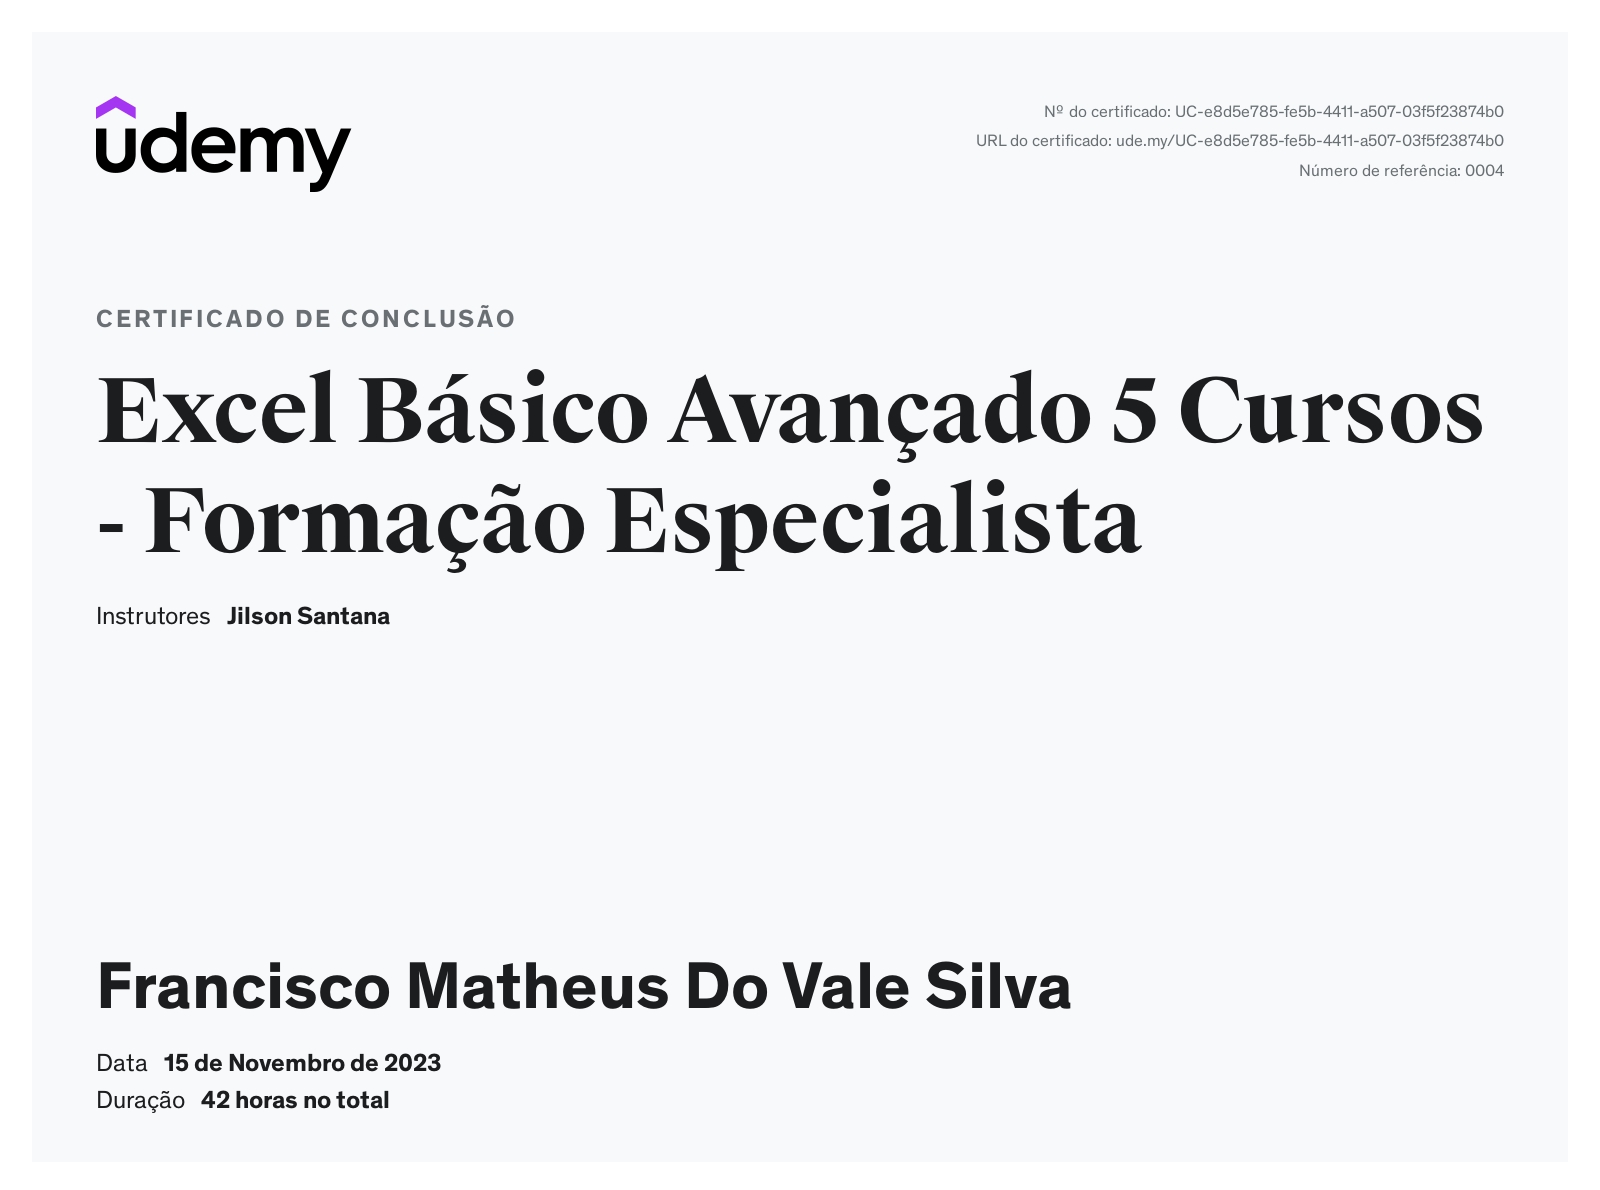 udemy
Nº do certificado: UC-e8d5e785-fe5b-4411-a507-03f5f23874b0
URL do certificado: ude.my/UC-e8d5e785-fe5b-4411-a507-03f5f23874b0
Número de referência: 0004
CERTIFICADO DE CONCLUSÃO
Excel Básico Avançado 5 Cursos
- Formação Especialista
Instrutores Jilson Santana
Francisco Matheus Do Vale Silva
Data 15 de Novembro de 2023
Duração 42 horas no total